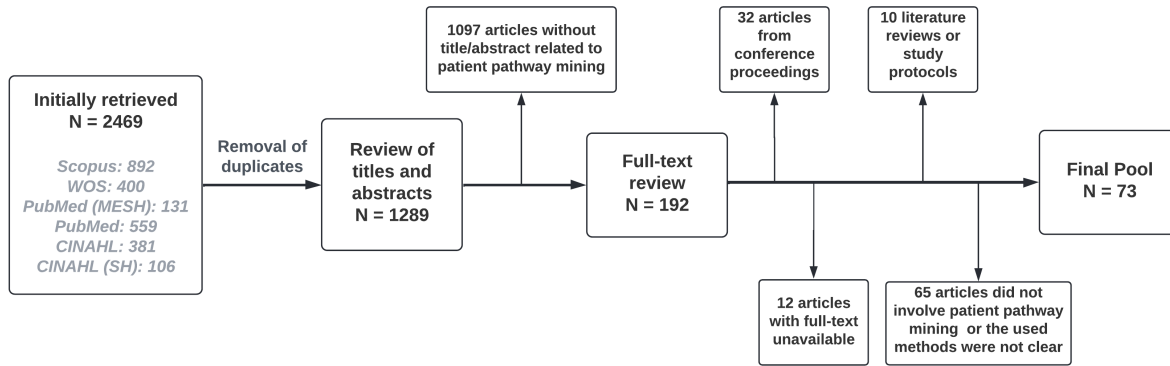 Initially retrieved
N = 2469
Scopus: 892
WOS: 400
PubMed (MESH): 131
PubMed: 559
CINAHL: 381
CINAHL (SH): 106
Removal of
duplicates
Review of
titles and
abstracts
N = 1289
1097 articles without
title/abstract related to
patient pathway mining
Full-text
review
N = 192
32 articles
from
conference
proceedings
12 articles
with full-text
unavailable
10 literature
reviews or
study
protocols
65 articles did not
involve patient pathway
mining or the used
methods were not clear
Final Pool
N = 73